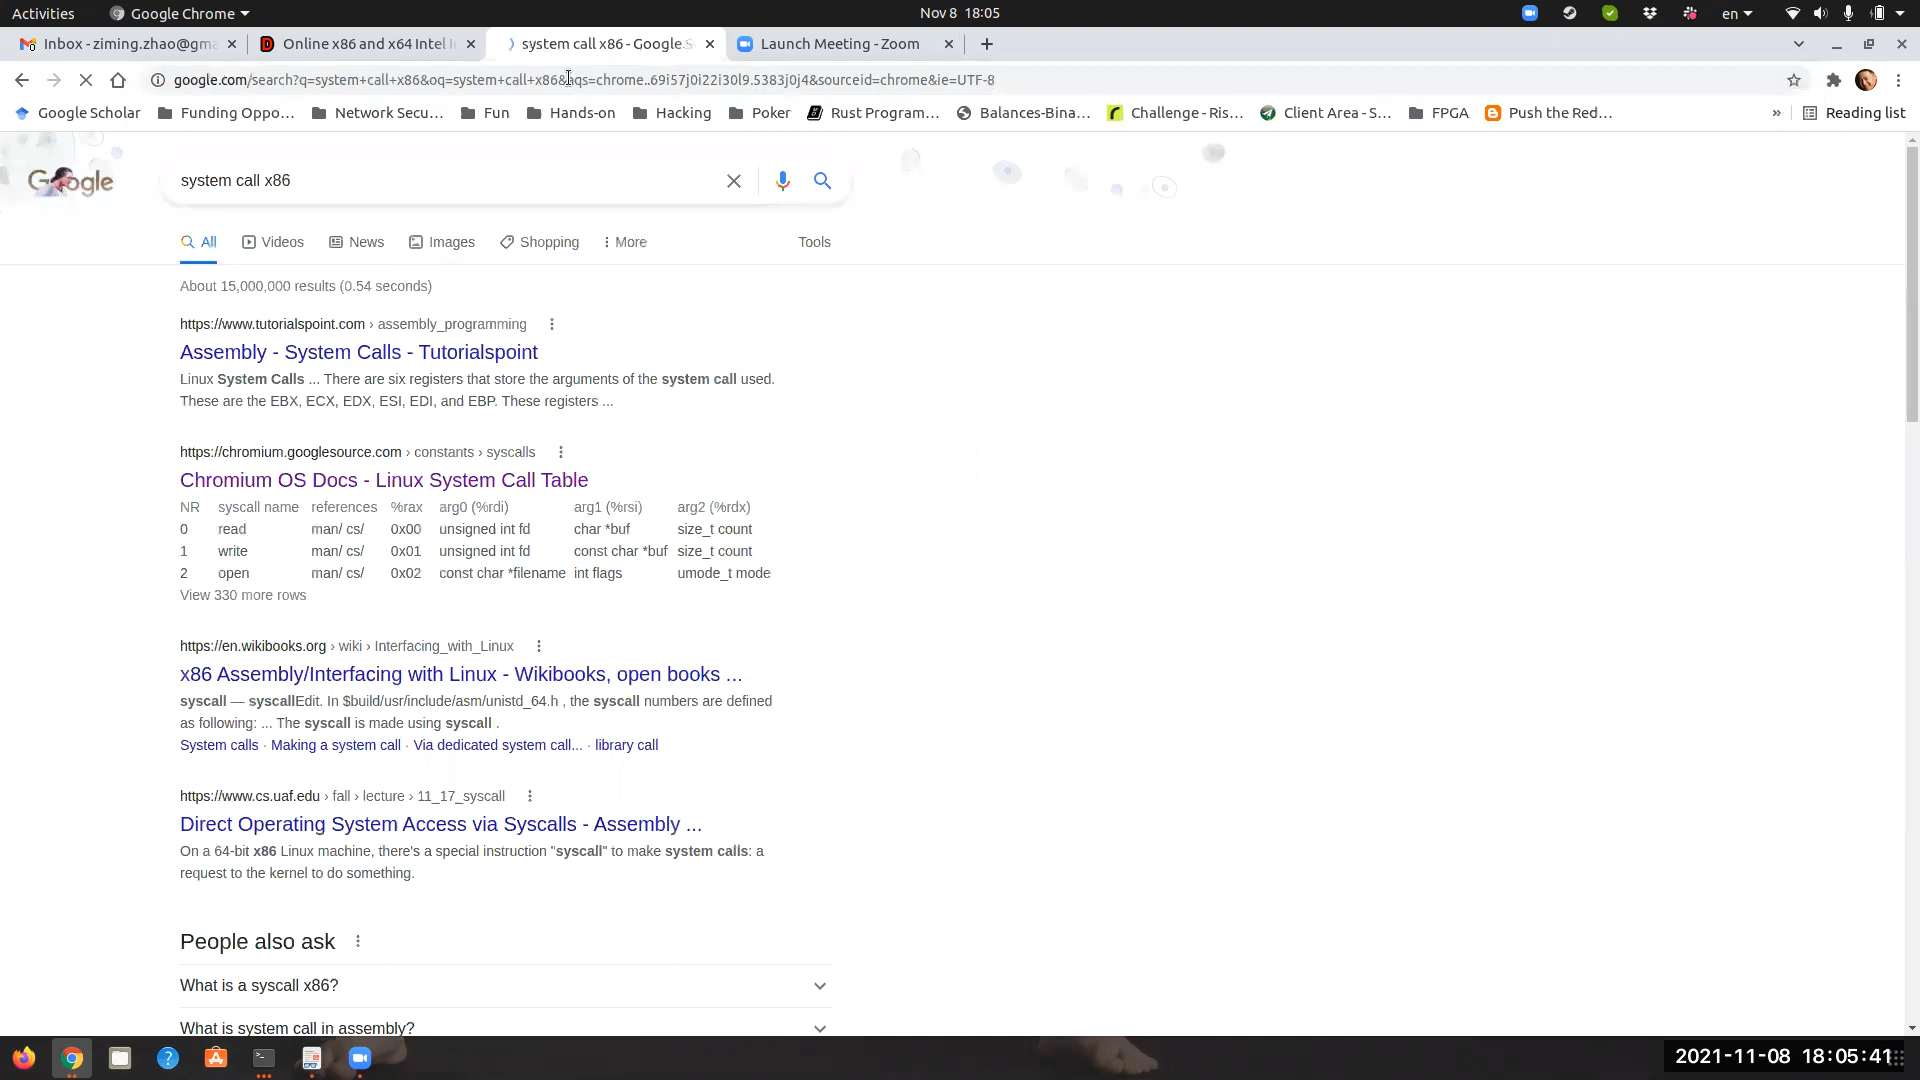 Activities
Google Chrome
Nov 8 18:05
en
Inbox - ziming.zhao@gma
Online x86 and x64 Intel I
system call x86 - Google S
Launch Meeting - Zoom
google.com/search?q=system+call+x86&oq=system+call+x86&aqs=chrome..69i57j0i22i30l9.5383j0j4&sourceid=chrome&ie=UTF-8
Google Scholar
Funding Oppo...
Network Secu...
Fun
Hands-on
Hacking
Poker
Rust Program...
Balances-Bina...
Challenge - Ris...
Client Area - S...
FPGA
Push the Red...
»
Reading list
Google
system call x86
All
Videos
News
Images
Shopping
More
Tools
About 15,000,000 results (0.54 seconds)
https://www.tutorialspoint.com › assembly_programming
Assembly - System Calls - Tutorialspoint
Linux System Calls ... There are six registers that store the arguments of the system call used.
These are the EBX, ECX, EDX, ESI, EDI, and EBP. These registers ...
https://chromium.googlesource.com › constants › syscalls
Chromium OS Docs - Linux System Call Table
NR syscall name references %rax arg0 (%rdi) arg1 (%rsi) arg2 (%rdx)
0 read man/ cs/ 0x00 unsigned int fd char *buf size_t count
1 write man/ cs/ 0x01 unsigned int fd const char *buf size_t count
2 open man/ cs/ 0x02 const char *filename int flags umode_t mode
View 330 more rows
https://en.wikibooks.org › wiki › Interfacing_with_Linux
x86 Assembly/Interfacing with Linux - Wikibooks, open books ...
syscall — syscallEdit. In $build/usr/include/asm/unistd_64.h , the syscall numbers are defined
as following: ... The syscall is made using syscall .
System calls · Making a system call · Via dedicated system call... · library call
https://www.cs.uaf.edu › fall › lecture › 11_17_syscall
Direct Operating System Access via Syscalls - Assembly ...
On a 64-bit x86 Linux machine, there's a special instruction "syscall" to make system calls: a
request to the kernel to do something.
People also ask
What is a syscall x86?
What is system call in assembly?
2021-11-08 18:05:41